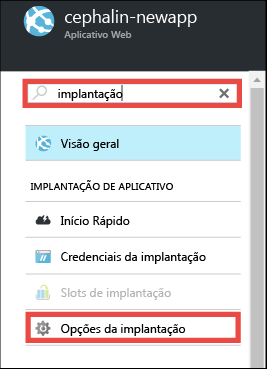 cephalin-newapp
Aplicativo Web
implantação
Visão geral
IMPLANTAÇÃO DE APLICATIVO
Início Rápido
Credenciais da implantação
Slots de implantação
Opções da implantação